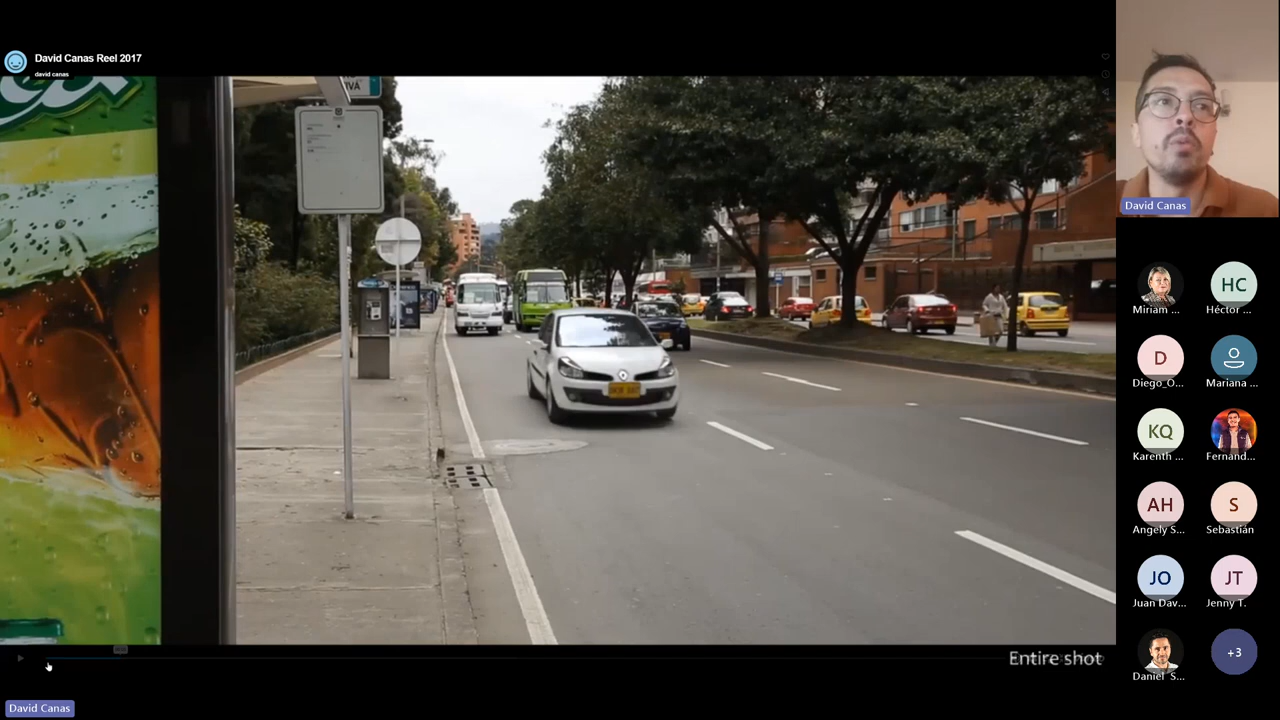 David Canas Reel 2017
david canas
Entire shot
David Canas
David Canas
Miriam ...
HC
Héctor ...
D
Diego_O...
Mariana ...
KQ
Karenth ...
Fernand...
AH
Angely S...
S
Sebastián
JO
Juan Dav...
JT
Jenny T.
Daniel S...
+3